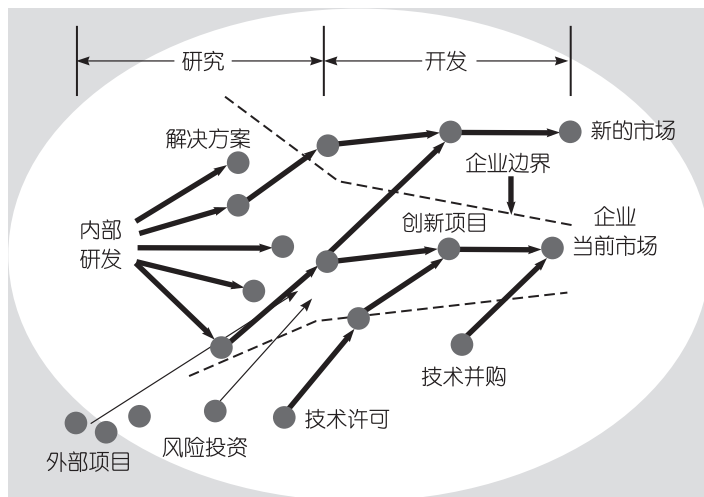 研究
开发
解决方案
新的市场
企业边界
内部
研发
创新项目
企业
当前市场
技术并购
技术许可
风险投资
外部项目